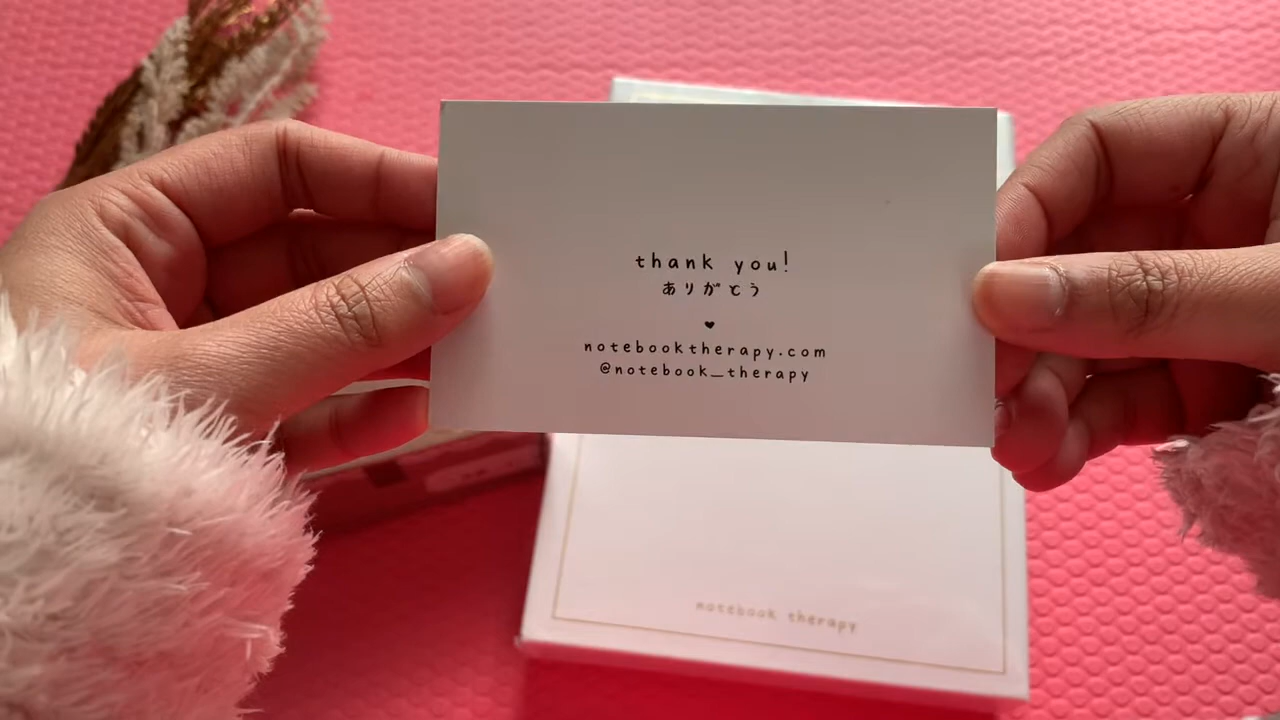 thank you!
ありがとう
notebooktherapy.com
@notebook_therapy
notebook therapy